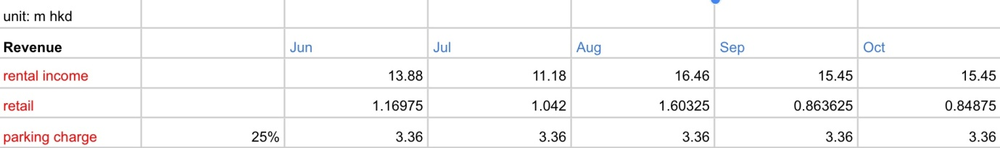 unit: m hkd
Revenue Jun Jul Aug Sep Oct
rental income 13.88 11.18 16.46 15.45 15.45
retail 1.16975 1.042 1.60325 0.863625 0.84875
parking charge 25% 3.36 3.36 3.36 3.36 3.36